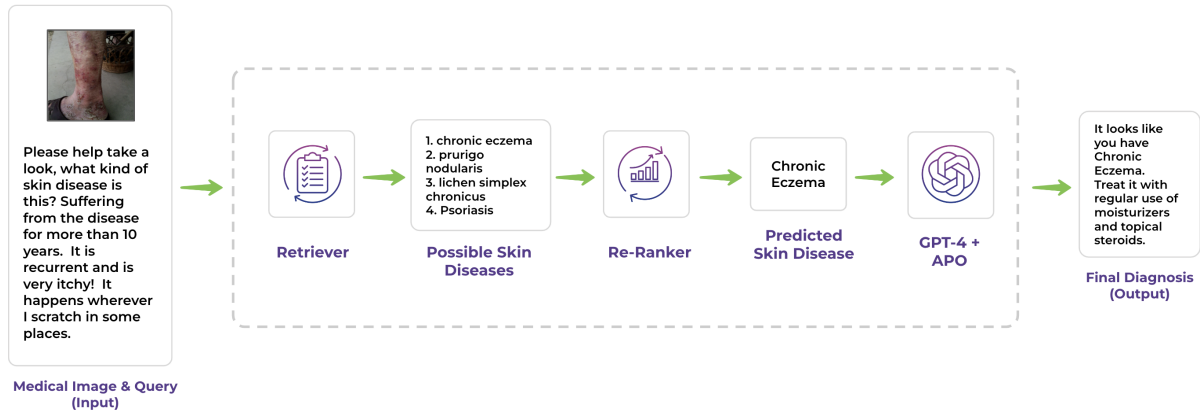 Please help take a
look, what kind of
skin disease is
this? Suffering
from the disease
for more than 10
years. It is
recurrent and is
very itchy! It
happens wherever
I scratch in some
places.
Medical Image & Query
(Input)
Retriever
1. chronic eczema
2. prurigo
nodularis
3. lichen simplex
chronicus
4. Psoriasis
Possible Skin
Diseases
Re-Ranker
Chronic
Eczema
Predicted
Skin Disease
GPT-4 +
APO
It looks like
you have
Chronic
Eczema.
Treat it with
regular use of
moisturizers
and topical
steroids.
Final Diagnosis
(Output)